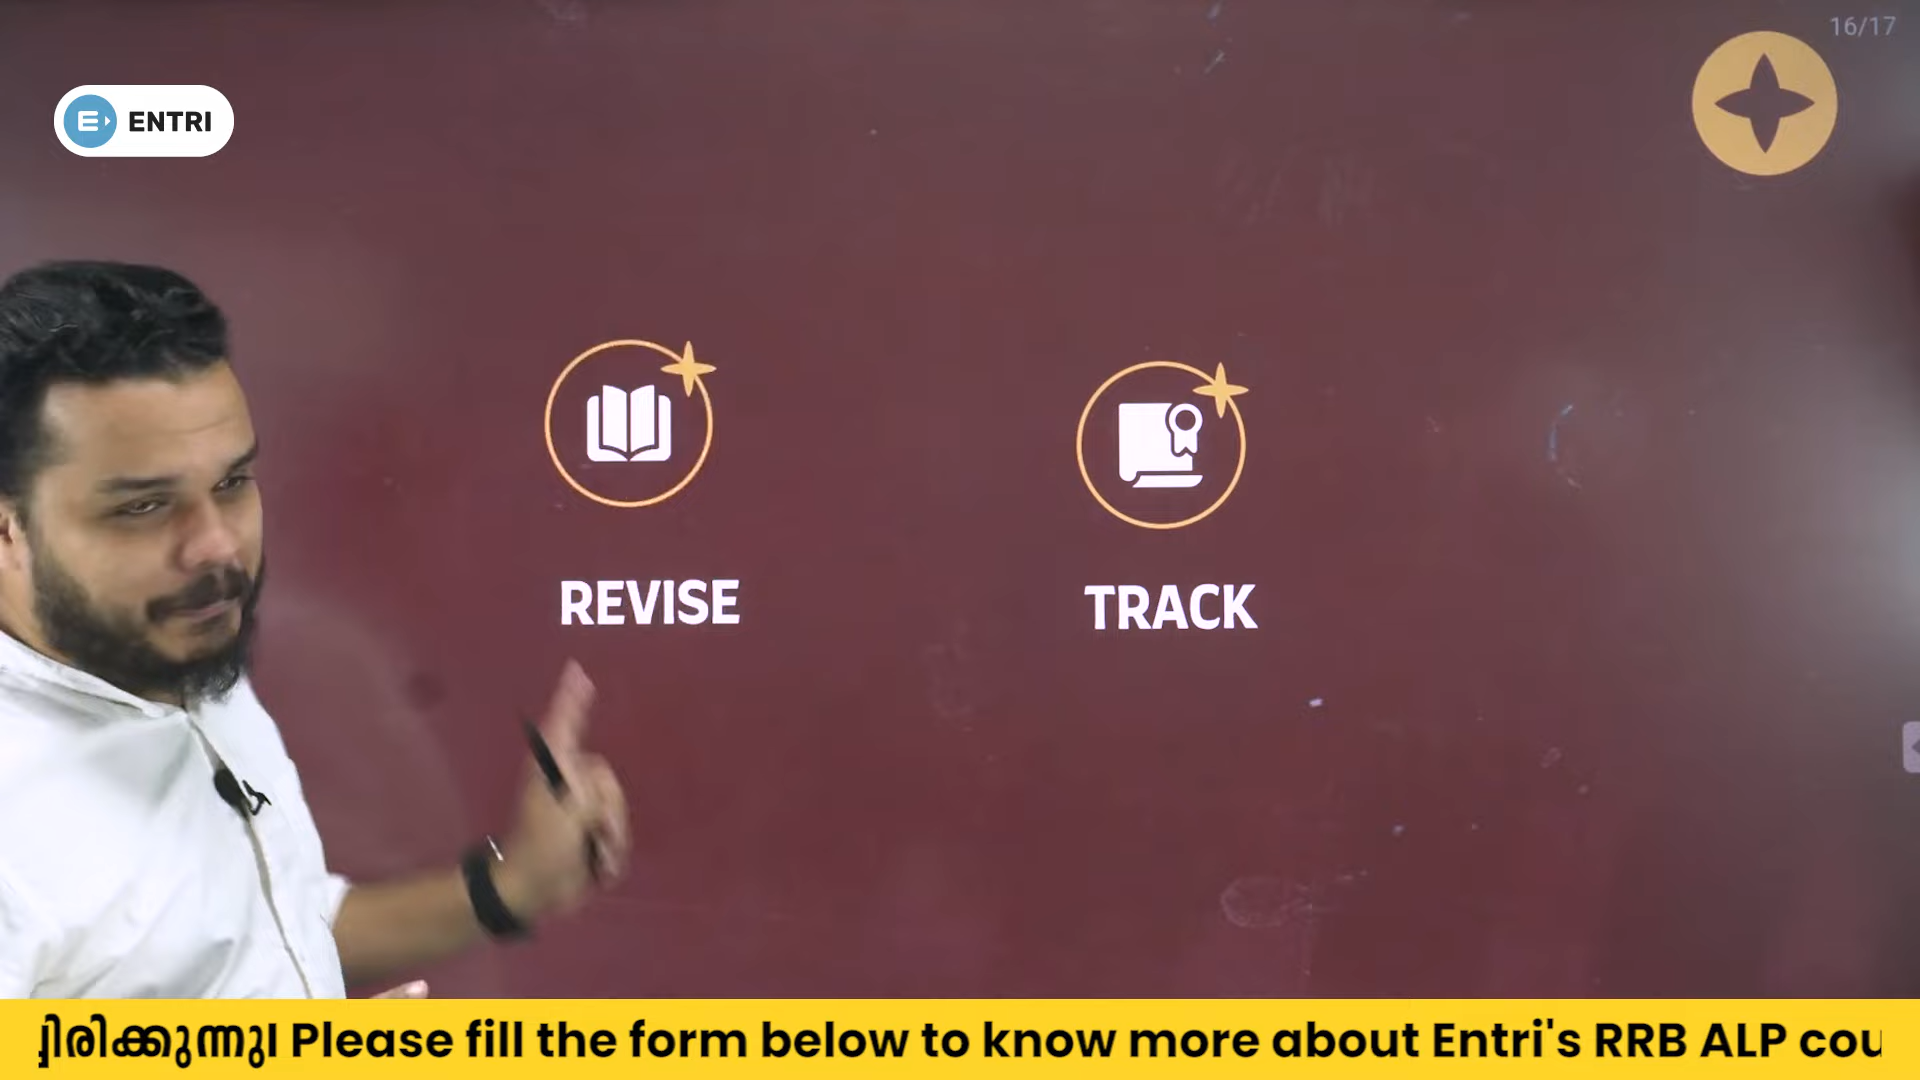 16/17
ENTRI
REVISE
TRACK
Please fill the form below to know more about Entri's RRB ALP